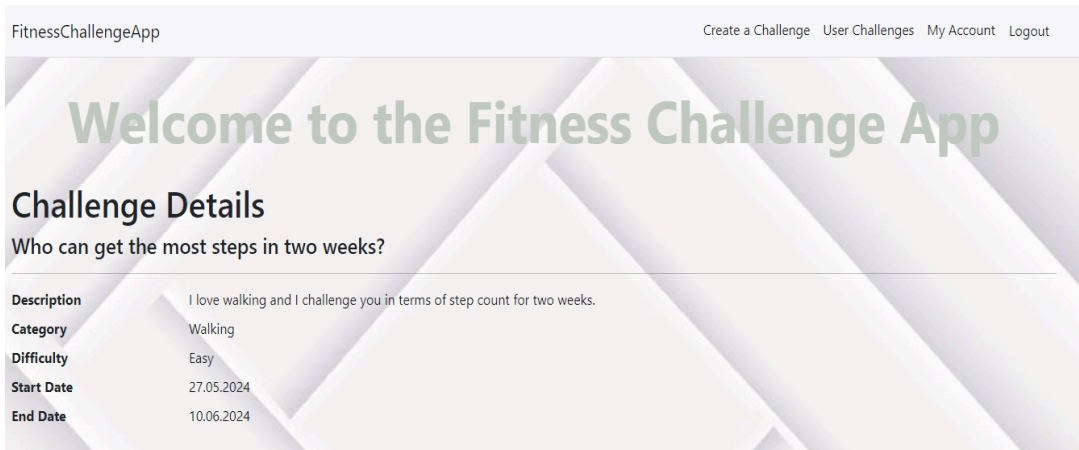 FitnessChallengeApp Create a Challenge User Challenges My Account Logout
Welcome to the Fitness Challenge App
Challenge Details
Who can get the most steps in two weeks?
Description I love walking and I challenge you in terms of step count for two weeks.
Category Walking
Difficulty Easy
Start Date 27.05.2024
End Date 10.06.2024